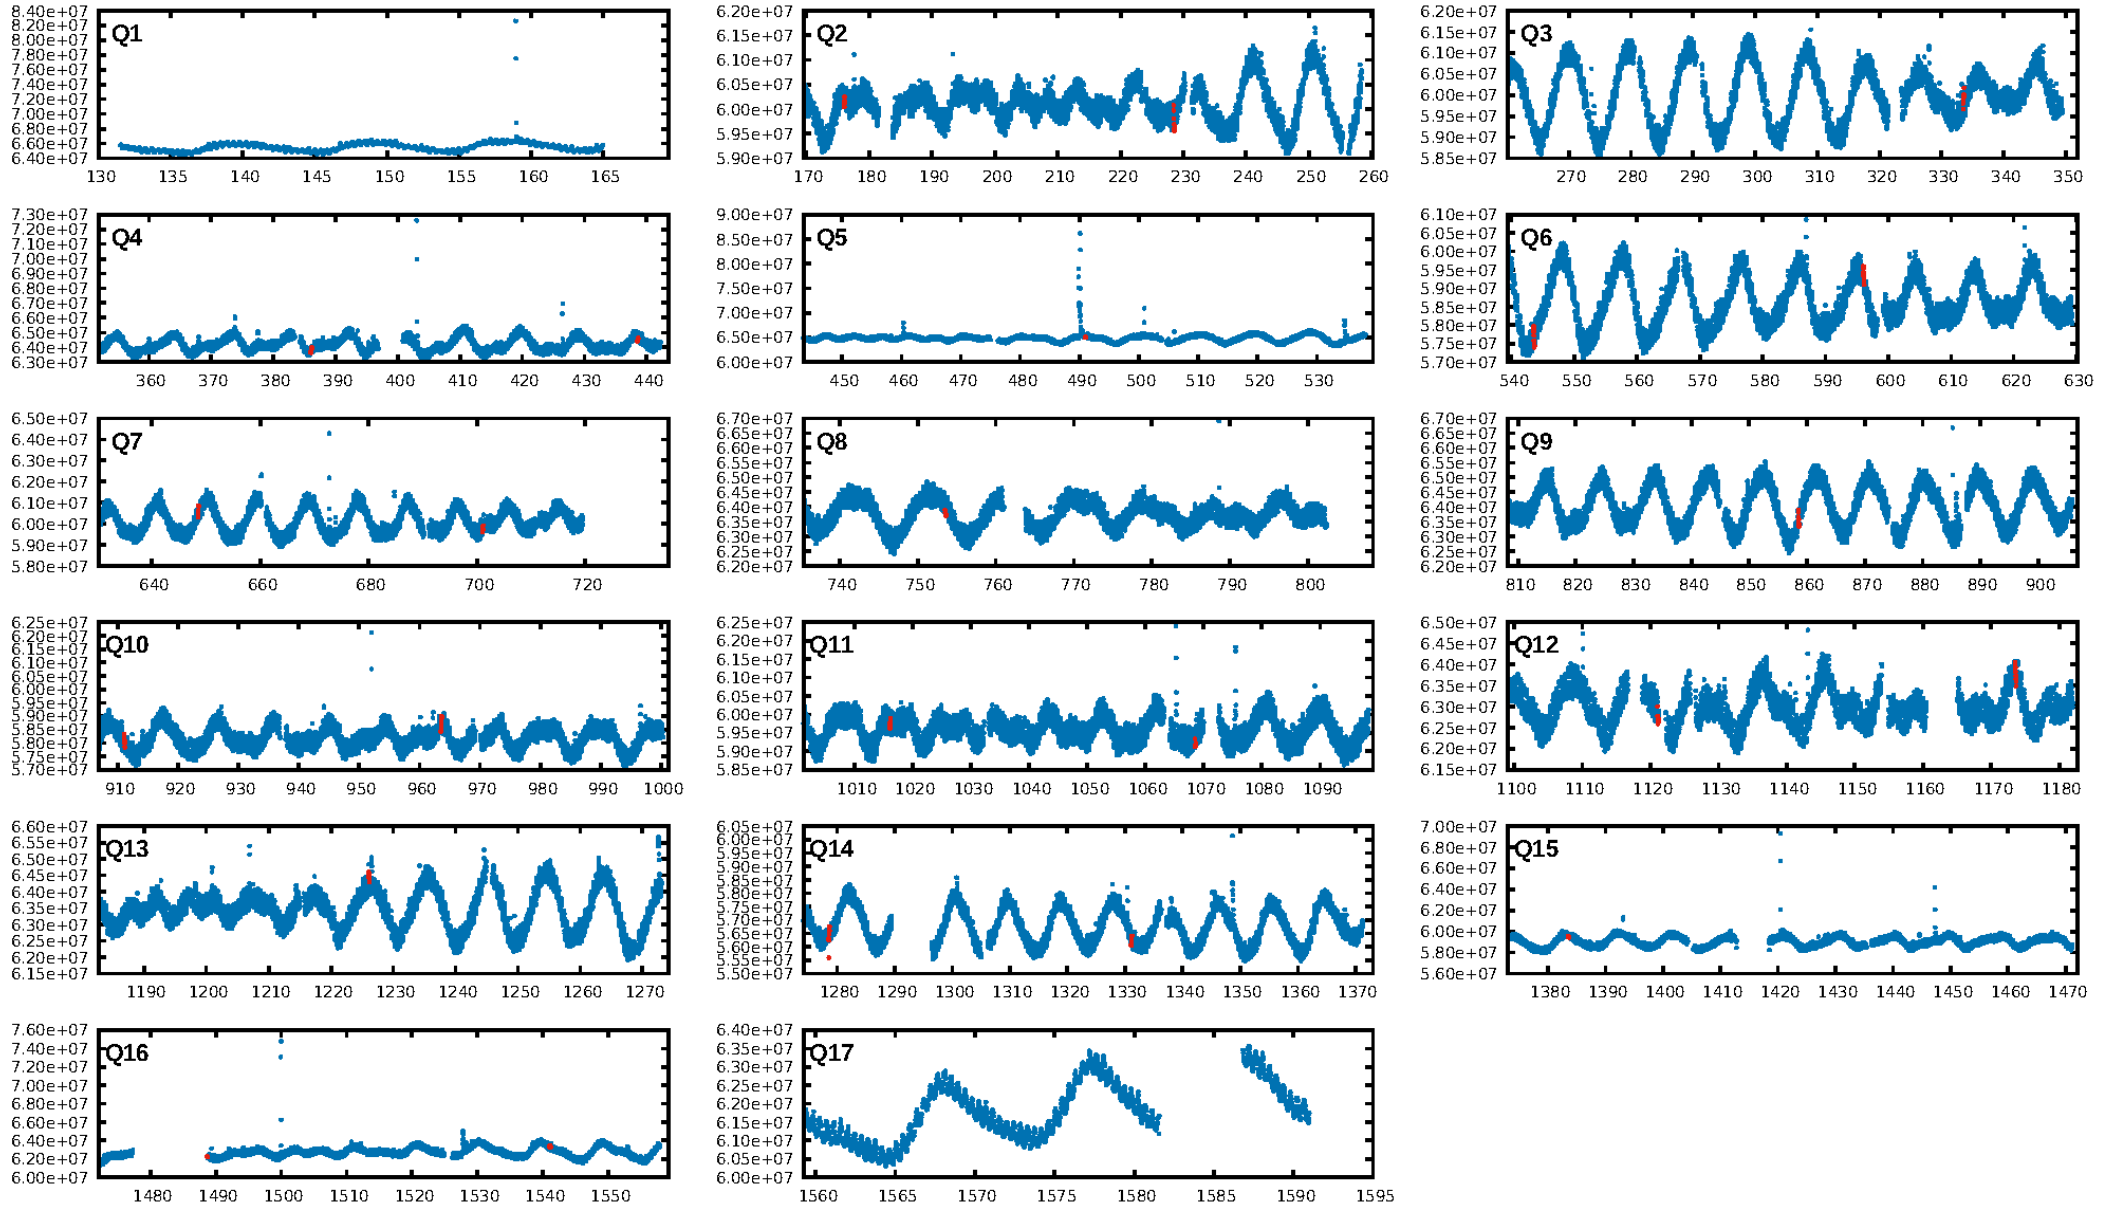 Q1
8.40e+07
8.20e+07
8.00e+07
7.80e+07
7.60e+07
7.40e+07
7.20e+07
7.00e+07
6.80e+07
6.60e+07
6.40e+07
130 135 140 145 150 155 160 165
Q2
6.20e+07
6.15e+07
6.10e+07
6.05e+07
6.00e+07
5.95e+07
5.90e+07
170 180 190 200 210 220 230 240 250 260
Q3
6.20e+07
6.15e+07
6.10e+07
6.05e+07
6.00e+07
5.95e+07
5.90e+07
5.85e+07
270 280 290 300 310 320 330 340 350
Q4
7.30e+07
7.20e+07
7.10e+07
7.00e+07
6.90e+07
6.80e+07
6.70e+07
6.60e+07
6.50e+07
6.40e+07
6.30e+07
360 370 380 390 400 410 420 430 440
Q5
9.00e+07
8.50e+07
8.00e+07
7.50e+07
7.00e+07
6.50e+07
6.00e+07
450 460 470 480 490 500 510 520 530
Q6
6.10e+07
6.05e+07
6.00e+07
5.95e+07
5.90e+07
5.85e+07
5.80e+07
5.75e+07
5.70e+07
540 550 560 570 580 590 600 610 620 630
Q7
6.50e+07
6.40e+07
6.30e+07
6.20e+07
6.10e+07
6.00e+07
5.90e+07
5.80e+07
640 660 680 700 720
Q8
6.70e+07
6.65e+07
6.60e+07
6.55e+07
6.50e+07
6.45e+07
6.40e+07
6.35e+07
6.30e+07
6.25e+07
6.20e+07
740 750 760 770 780 790 800
Q9
6.70e+07
6.65e+07
6.60e+07
6.55e+07
6.50e+07
6.45e+07
6.40e+07
6.35e+07
6.30e+07
6.25e+07
6.20e+07
810 820 830 840 850 860 870 880 890 900
Q10
6.25e+07
6.20e+07
6.15e+07
6.10e+07
6.05e+07
6.00e+07
5.95e+07
5.90e+07
5.85e+07
5.80e+07
5.75e+07
5.70e+07
910 920 930 940 950 960 970 980 990 1000
Q11
6.25e+07
6.20e+07
6.15e+07
6.10e+07
6.05e+07
6.00e+07
5.95e+07
5.90e+07
5.85e+07
1010 1020 1030 1040 1050 1060 1070 1080 1090
Q12
6.50e+07
6.45e+07
6.40e+07
6.35e+07
6.30e+07
6.25e+07
6.20e+07
6.15e+07
1100 1110 1120 1130 1140 1150 1160 1170 1180
Q13
6.60e+07
6.55e+07
6.50e+07
6.45e+07
6.40e+07
6.35e+07
6.30e+07
6.25e+07
6.20e+07
6.15e+07
1190 1200 1210 1220 1230 1240 1250 1260 1270
Q14
6.05e+07
6.00e+07
5.95e+07
5.90e+07
5.85e+07
5.80e+07
5.75e+07
5.70e+07
5.65e+07
5.60e+07
5.55e+07
5.50e+07
1280 1290 1300 1310 1320 1330 1340 1350 1360 1370
Q15
7.00e+07
6.80e+07
6.60e+07
6.40e+07
6.20e+07
6.00e+07
5.80e+07
5.60e+07
1380 1390 1400 1410 1420 1430 1440 1450 1460 1470
Q16
7.60e+07
7.40e+07
7.20e+07
7.00e+07
6.80e+07
6.60e+07
6.40e+07
6.20e+07
6.00e+07
1480 1490 1500 1510 1520 1530 1540 1550
Q17
6.40e+07
6.35e+07
6.30e+07
6.25e+07
6.20e+07
6.15e+07
6.10e+07
6.05e+07
6.00e+07
1560 1565 1570 1575 1580 1585 1590 1595